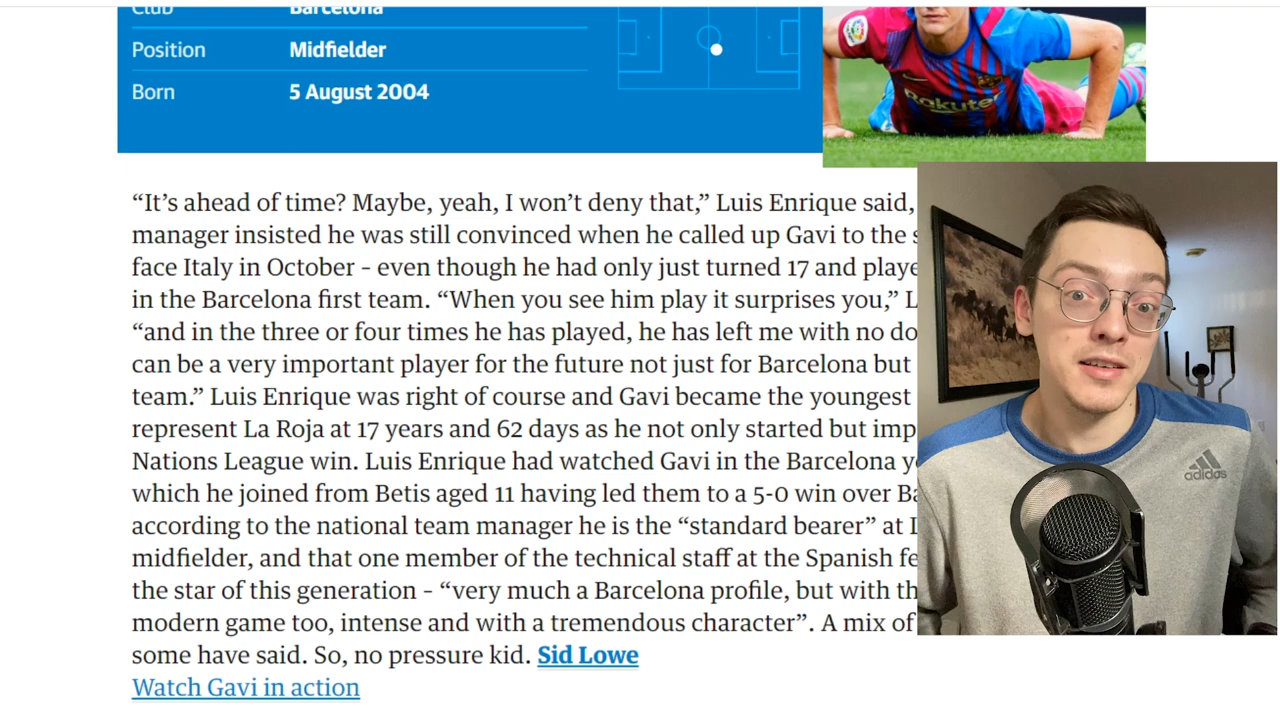 Club Barcelona
Position Midfielder
Born 5 August 2004
Rakuten
“It’s ahead of time? Maybe, yeah, I won’t deny that,” Luis Enrique said,
manager insisted he was still convinced when he called up Gavi to the s
face Italy in October – even though he had only just turned 17 and playe
in the Barcelona first team. “When you see him play it surprises you,” L
“and in the three or four times he has played, he has left me with no do
can be a very important player for the future not just for Barcelona but
team.” Luis Enrique was right of course and Gavi became the youngest
represent La Roja at 17 years and 62 days as he not only started but imp
Nations League win. Luis Enrique had watched Gavi in the Barcelona y
which he joined from Betis aged 11 having led them to a 5-0 win over Ba
according to the national team manager he is the “standard bearer” at
midfielder, and that one member of the technical staff at the Spanish fe
the star of this generation – “very much a Barcelona profile, but with th
modern game too, intense and with a tremendous character”. A mix of
some have said. So, no pressure kid. Sid Lowe
Watch Gavi in action
adidas